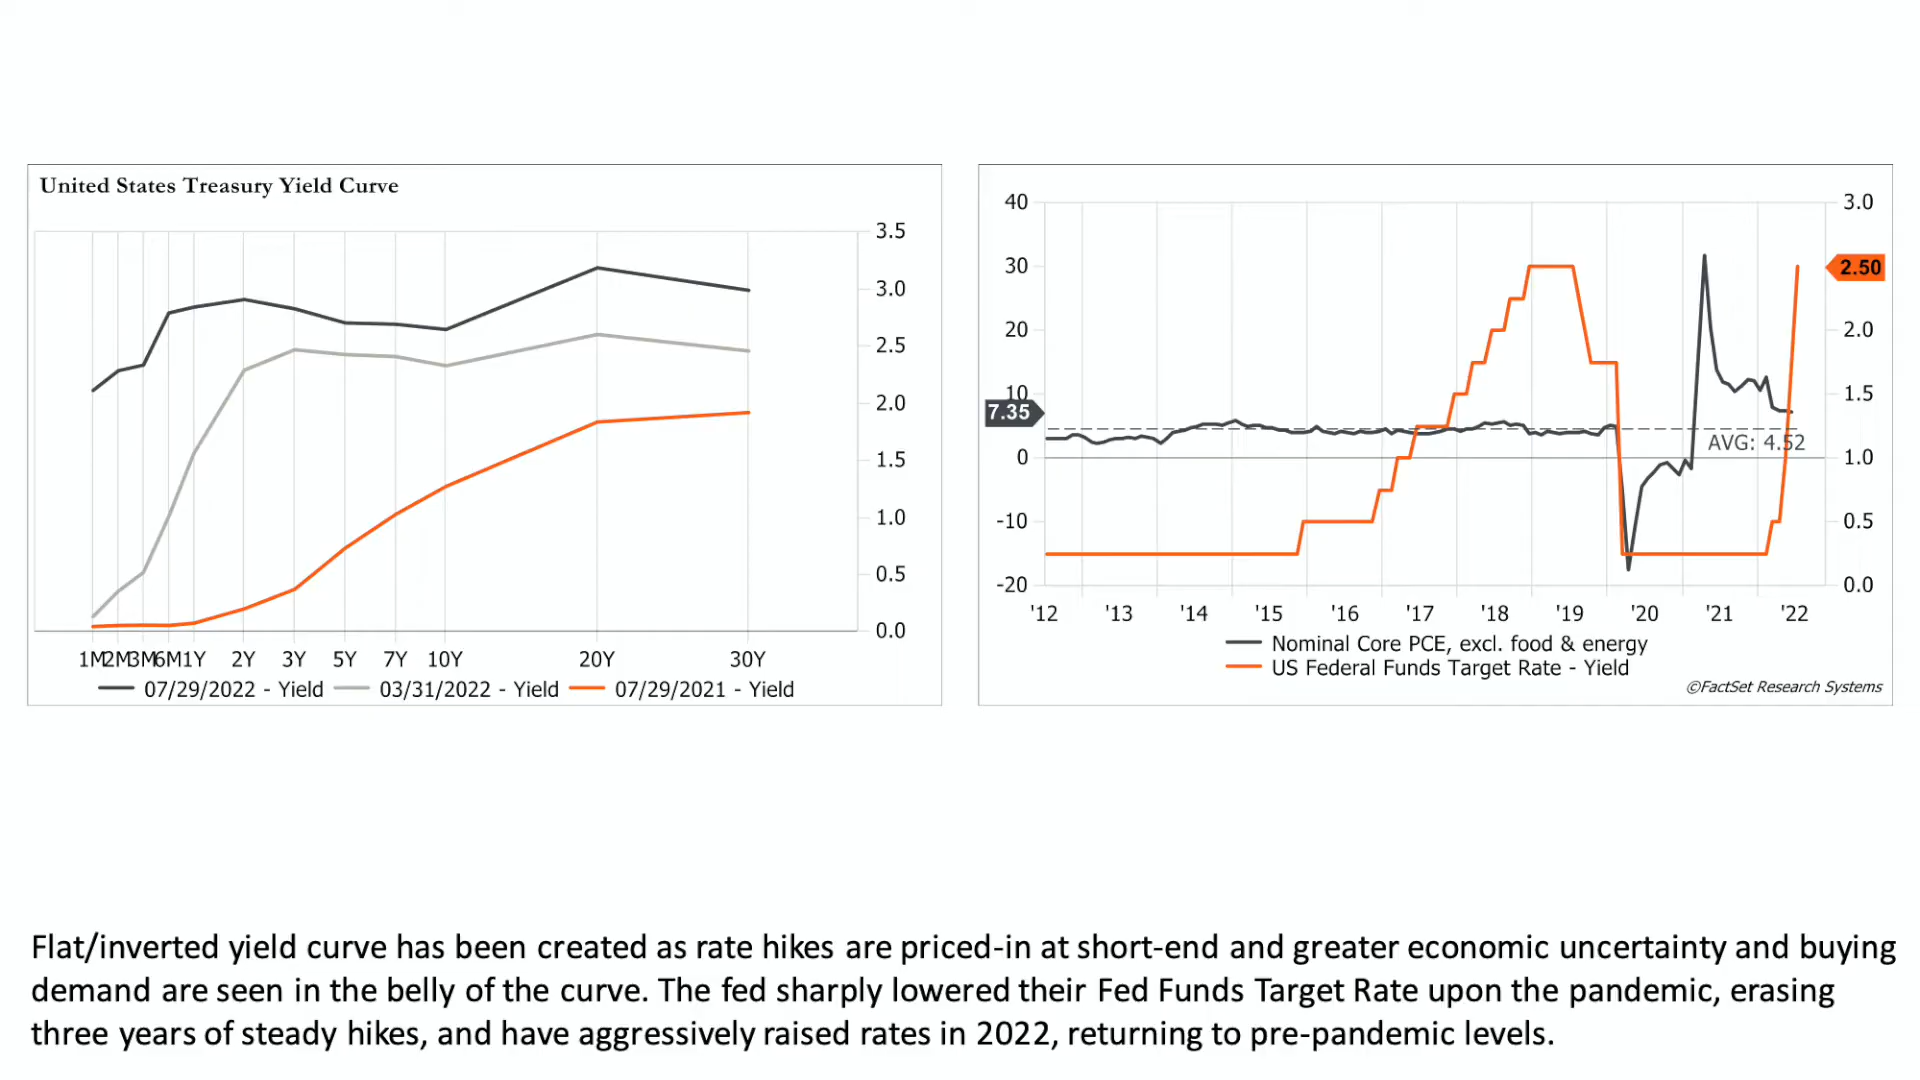 United States Treasury Yield Curve
3.5
3.0
2.5
2.0
1.5
1.0
0.5
0.0
1M 2M 3M 6M 1Y 2Y 3Y 5Y 7Y 10Y 20Y 30Y
07/29/2022 - Yield 03/31/2022 - Yield 07/29/2021 - Yield
40 3.0
30 2.50
20 2.0
10 1.5
7.35
AVG: 4.52
0 1.0
-10 0.5
-20 0.0
'12 '13 '14 '15 '16 '17 '18 '19 '20 '21 '22
Nominal Core PCE, excl. food & energy
US Federal Funds Target Rate - Yield
©FactSet Research Systems
Flat/inverted yield curve has been created as rate hikes are priced-in at short-end and greater economic uncertainty and buying
demand are seen in the belly of the curve. The fed sharply lowered their Fed Funds Target Rate upon the pandemic, erasing
three years of steady hikes, and have aggressively raised rates in 2022, returning to pre-pandemic levels.